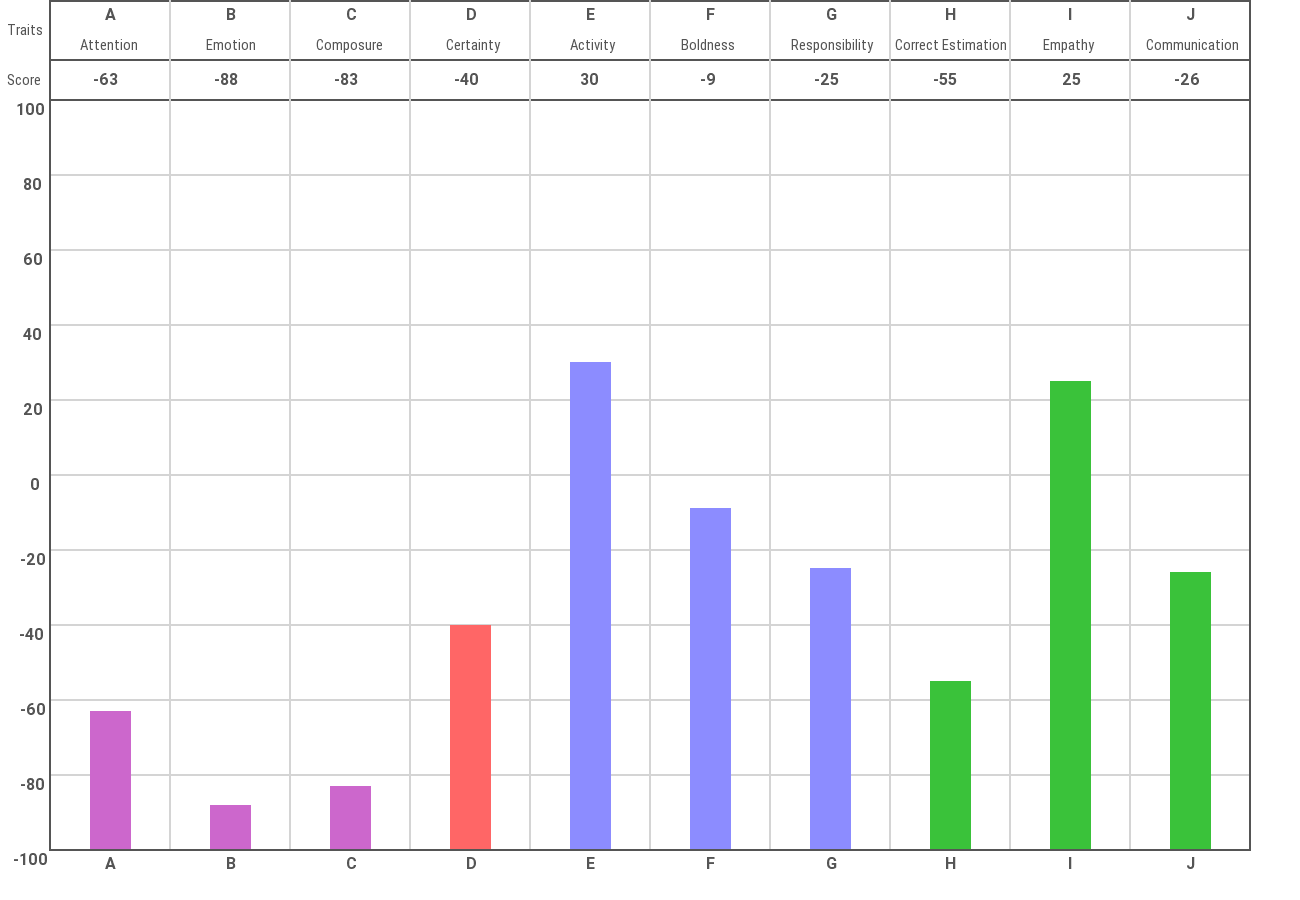 Traits A B C D E F G H I J
Attention Emotion Composure Certainty Activity Boldness Responsibility Correct Estimation Empathy Communication
Score -63 -88 -83 -40 30 -9 -25 -55 25 -26
100
80
60
40
20
0
-20
-40
-60
-80
-100
A B C D E F G H I J